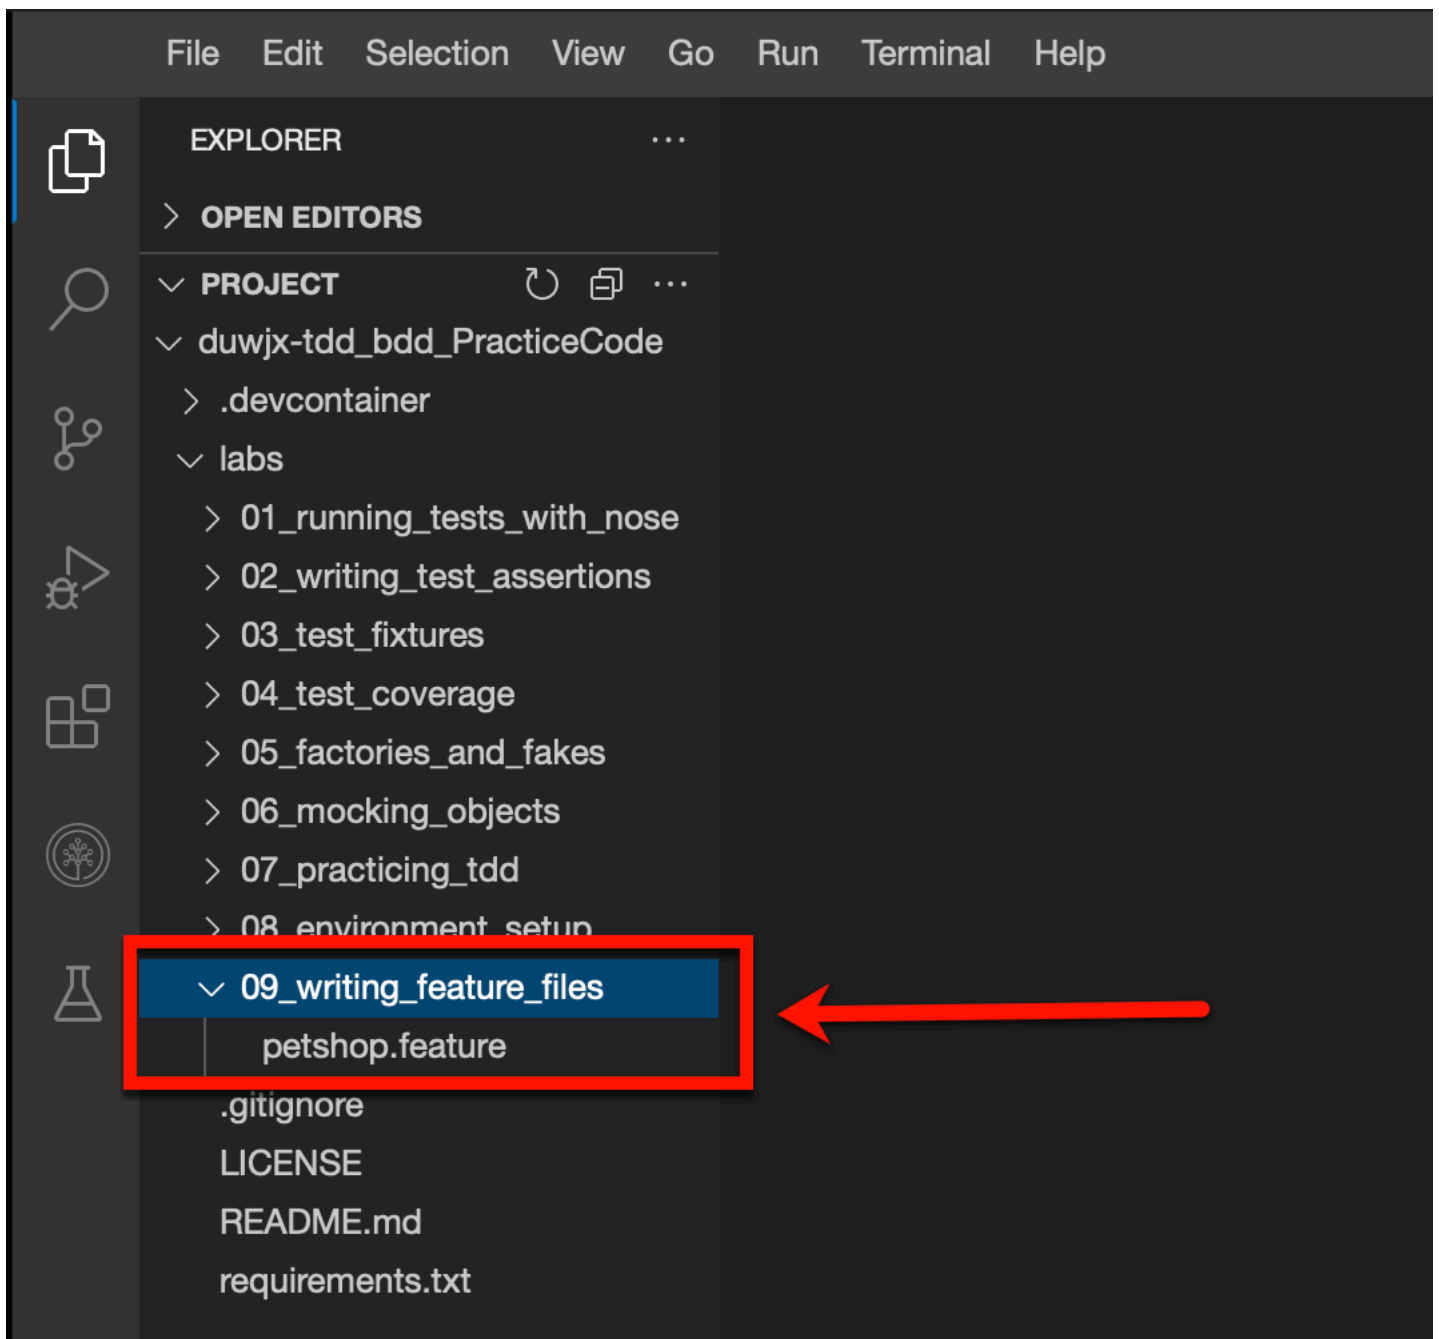 File Edit Selection View Go Run Terminal Help
EXPLORER
OPEN EDITORS
PROJECT
duwjx-tdd_bdd_PracticeCode
.devcontainer
labs
01_running_tests_with_nose
02_writing_test_assertions
03_test_fixtures
04_test_coverage
05_factories_and_fakes
06_mocking_objects
07_practicing_tdd
08_environment_setup
09_writing_feature_files
petshop.feature
.gitignore
LICENSE
README.md
requirements.txt